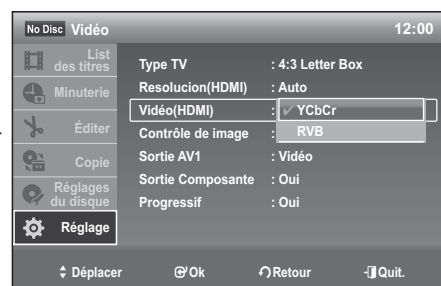 No Disc Vidéo 12:00
List des titres
Minuterie
Éditer
Copie
Réglages du disque
Réglage
Type TV : 4:3 Letter Box
Resolucion(HDMI) : Auto
Vidéo(HDMI) : ✔ YCbCr
RVB
Contrôle de image :
Sortie AV1 : Vidéo
Sortie Composante : Oui
Progressif : Oui
Déplacer Ok Retour Quit.